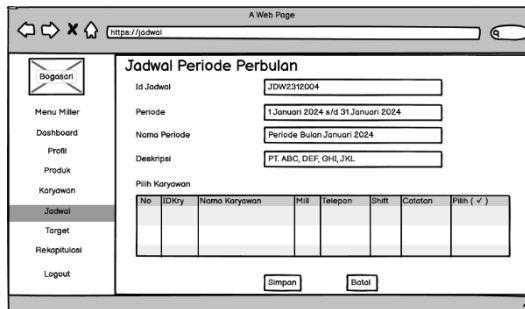 A Web Page
https://jadwal
Bogasari
Menu Miller
Dashboard
Profil
Produk
Karyawan
Jadwal
Target
Rekapitulasi
Logout
Jadwal Periode Perbulan
Id Jadwal JDW2312004
Periode 1 Januari 2024 s/d 31 Januari 2024
Nama Periode Periode Bulan Januari 2024
Deskripsi PT. ABC, DEF, GHI, JKL
Pilih Karyawan
No IDKry Nama Karyawan Mill Telepon Shift Catatan Pilih ( ✓ )
Simpan Batal